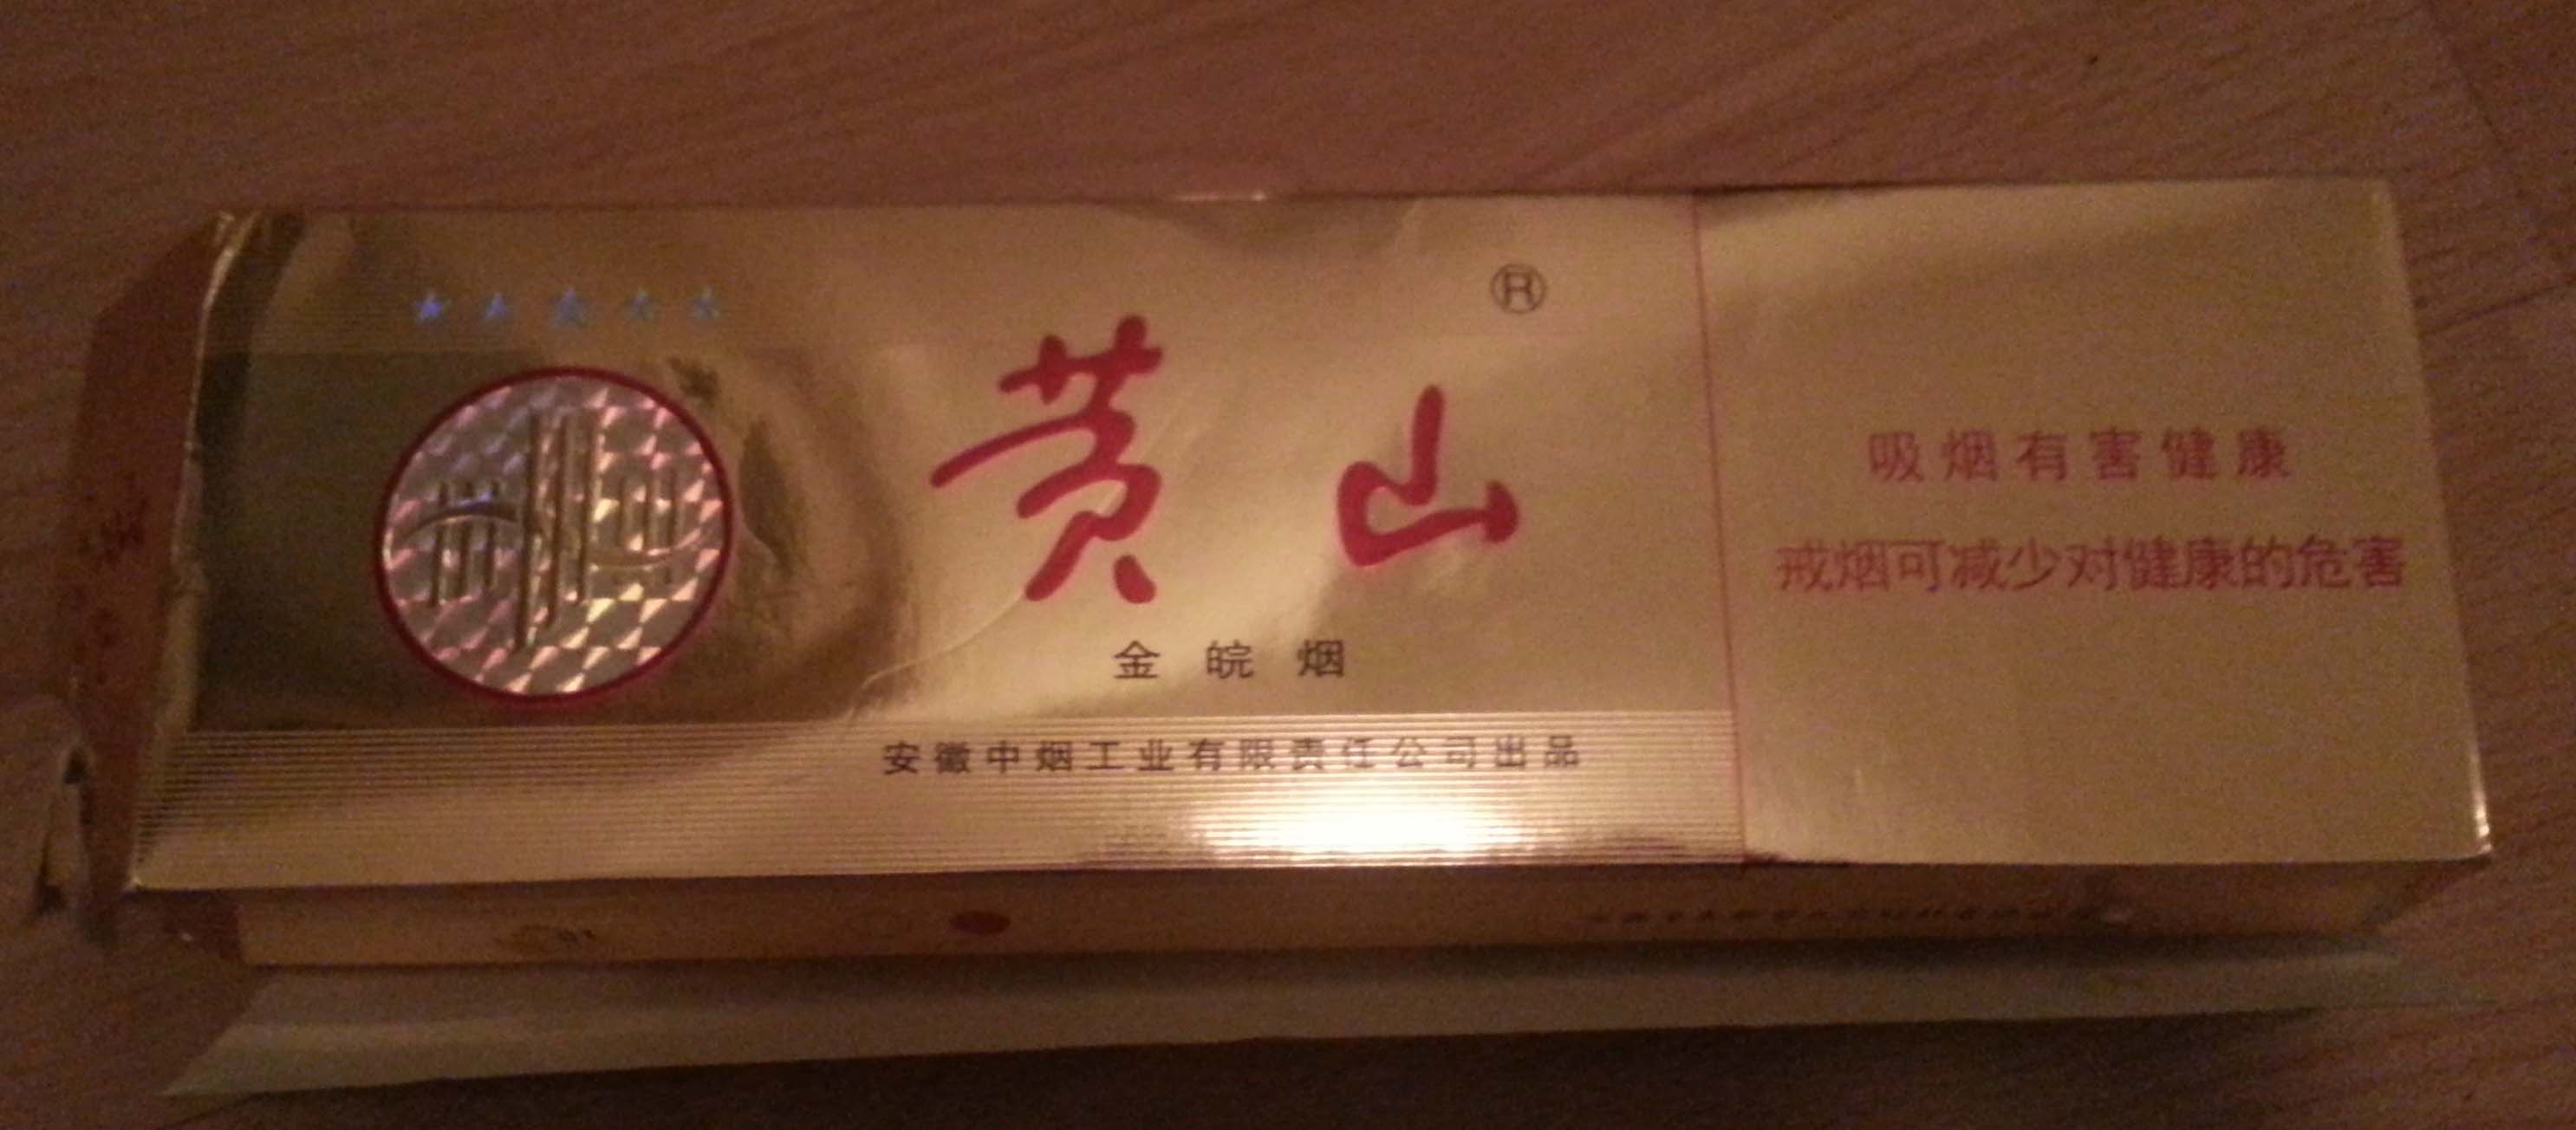 黄山
®
金皖烟
安徽中烟工业有限责任公司出品
吸烟有害健康
戒烟可减少对健康的危害